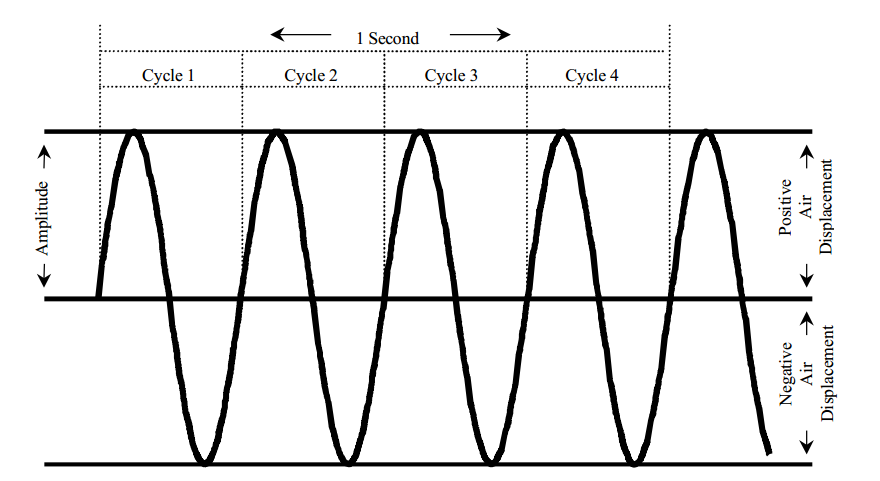 1 Second
Cycle 1
Cycle 2
Cycle 3
Cycle 4
Amplitude
Positive
Air
Displacement
Negative
Air
Displacement